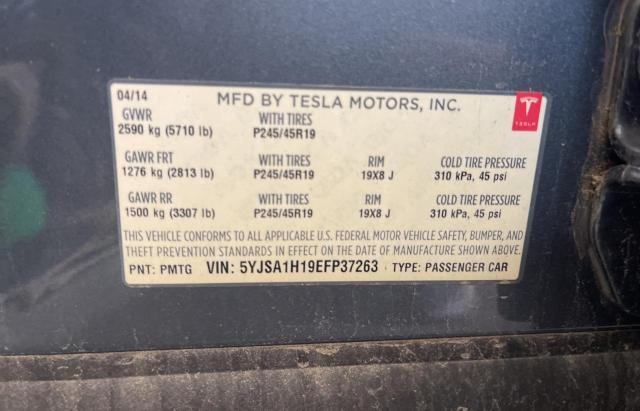 04/14 MFD BY TESLA MOTORS, INC.
GVWR WITH TIRES
2590 kg (5710 lb) P245/45R19
TESLA
GAWR FRT WITH TIRES RIM COLD TIRE PRESSURE
1276 kg (2813 lb) P245/45R19 19X8 J 310 kPa, 45 psi
GAWR RR WITH TIRES RIM COLD TIRE PRESSURE
1500 kg (3307 lb) P245/45R19 19X8 J 310 kPa, 45 psi
THIS VEHICLE CONFORMS TO ALL APPLICABLE U.S. FEDERAL MOTOR VEHICLE SAFETY, BUMPER, AND
THEFT PREVENTION STANDARDS IN EFFECT ON THE DATE OF MANUFACTURE SHOWN ABOVE.
PNT: PMTG VIN: 5YJSA1H19EFP37263 TYPE: PASSENGER CAR